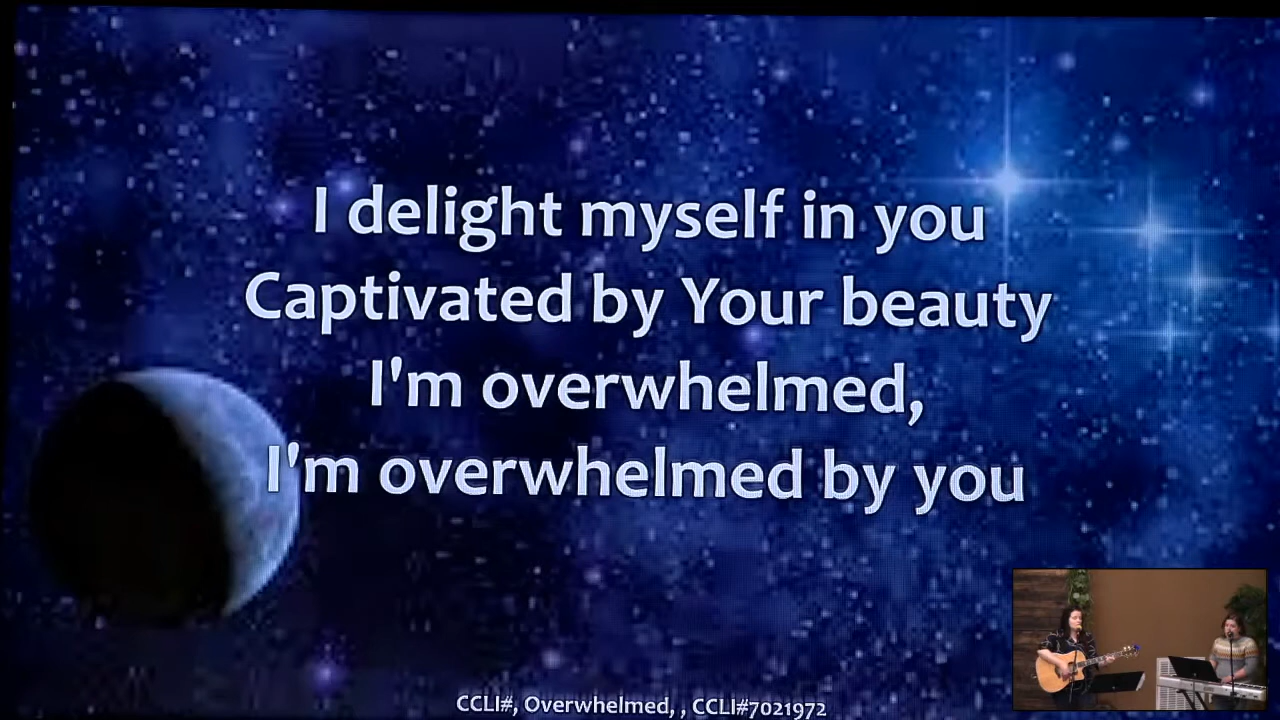 I delight myself in you
Captivated by Your beauty
I'm overwhelmed,
I'm overwhelmed by you
CCLI#, Overwhelmed, , CCLI#7021972